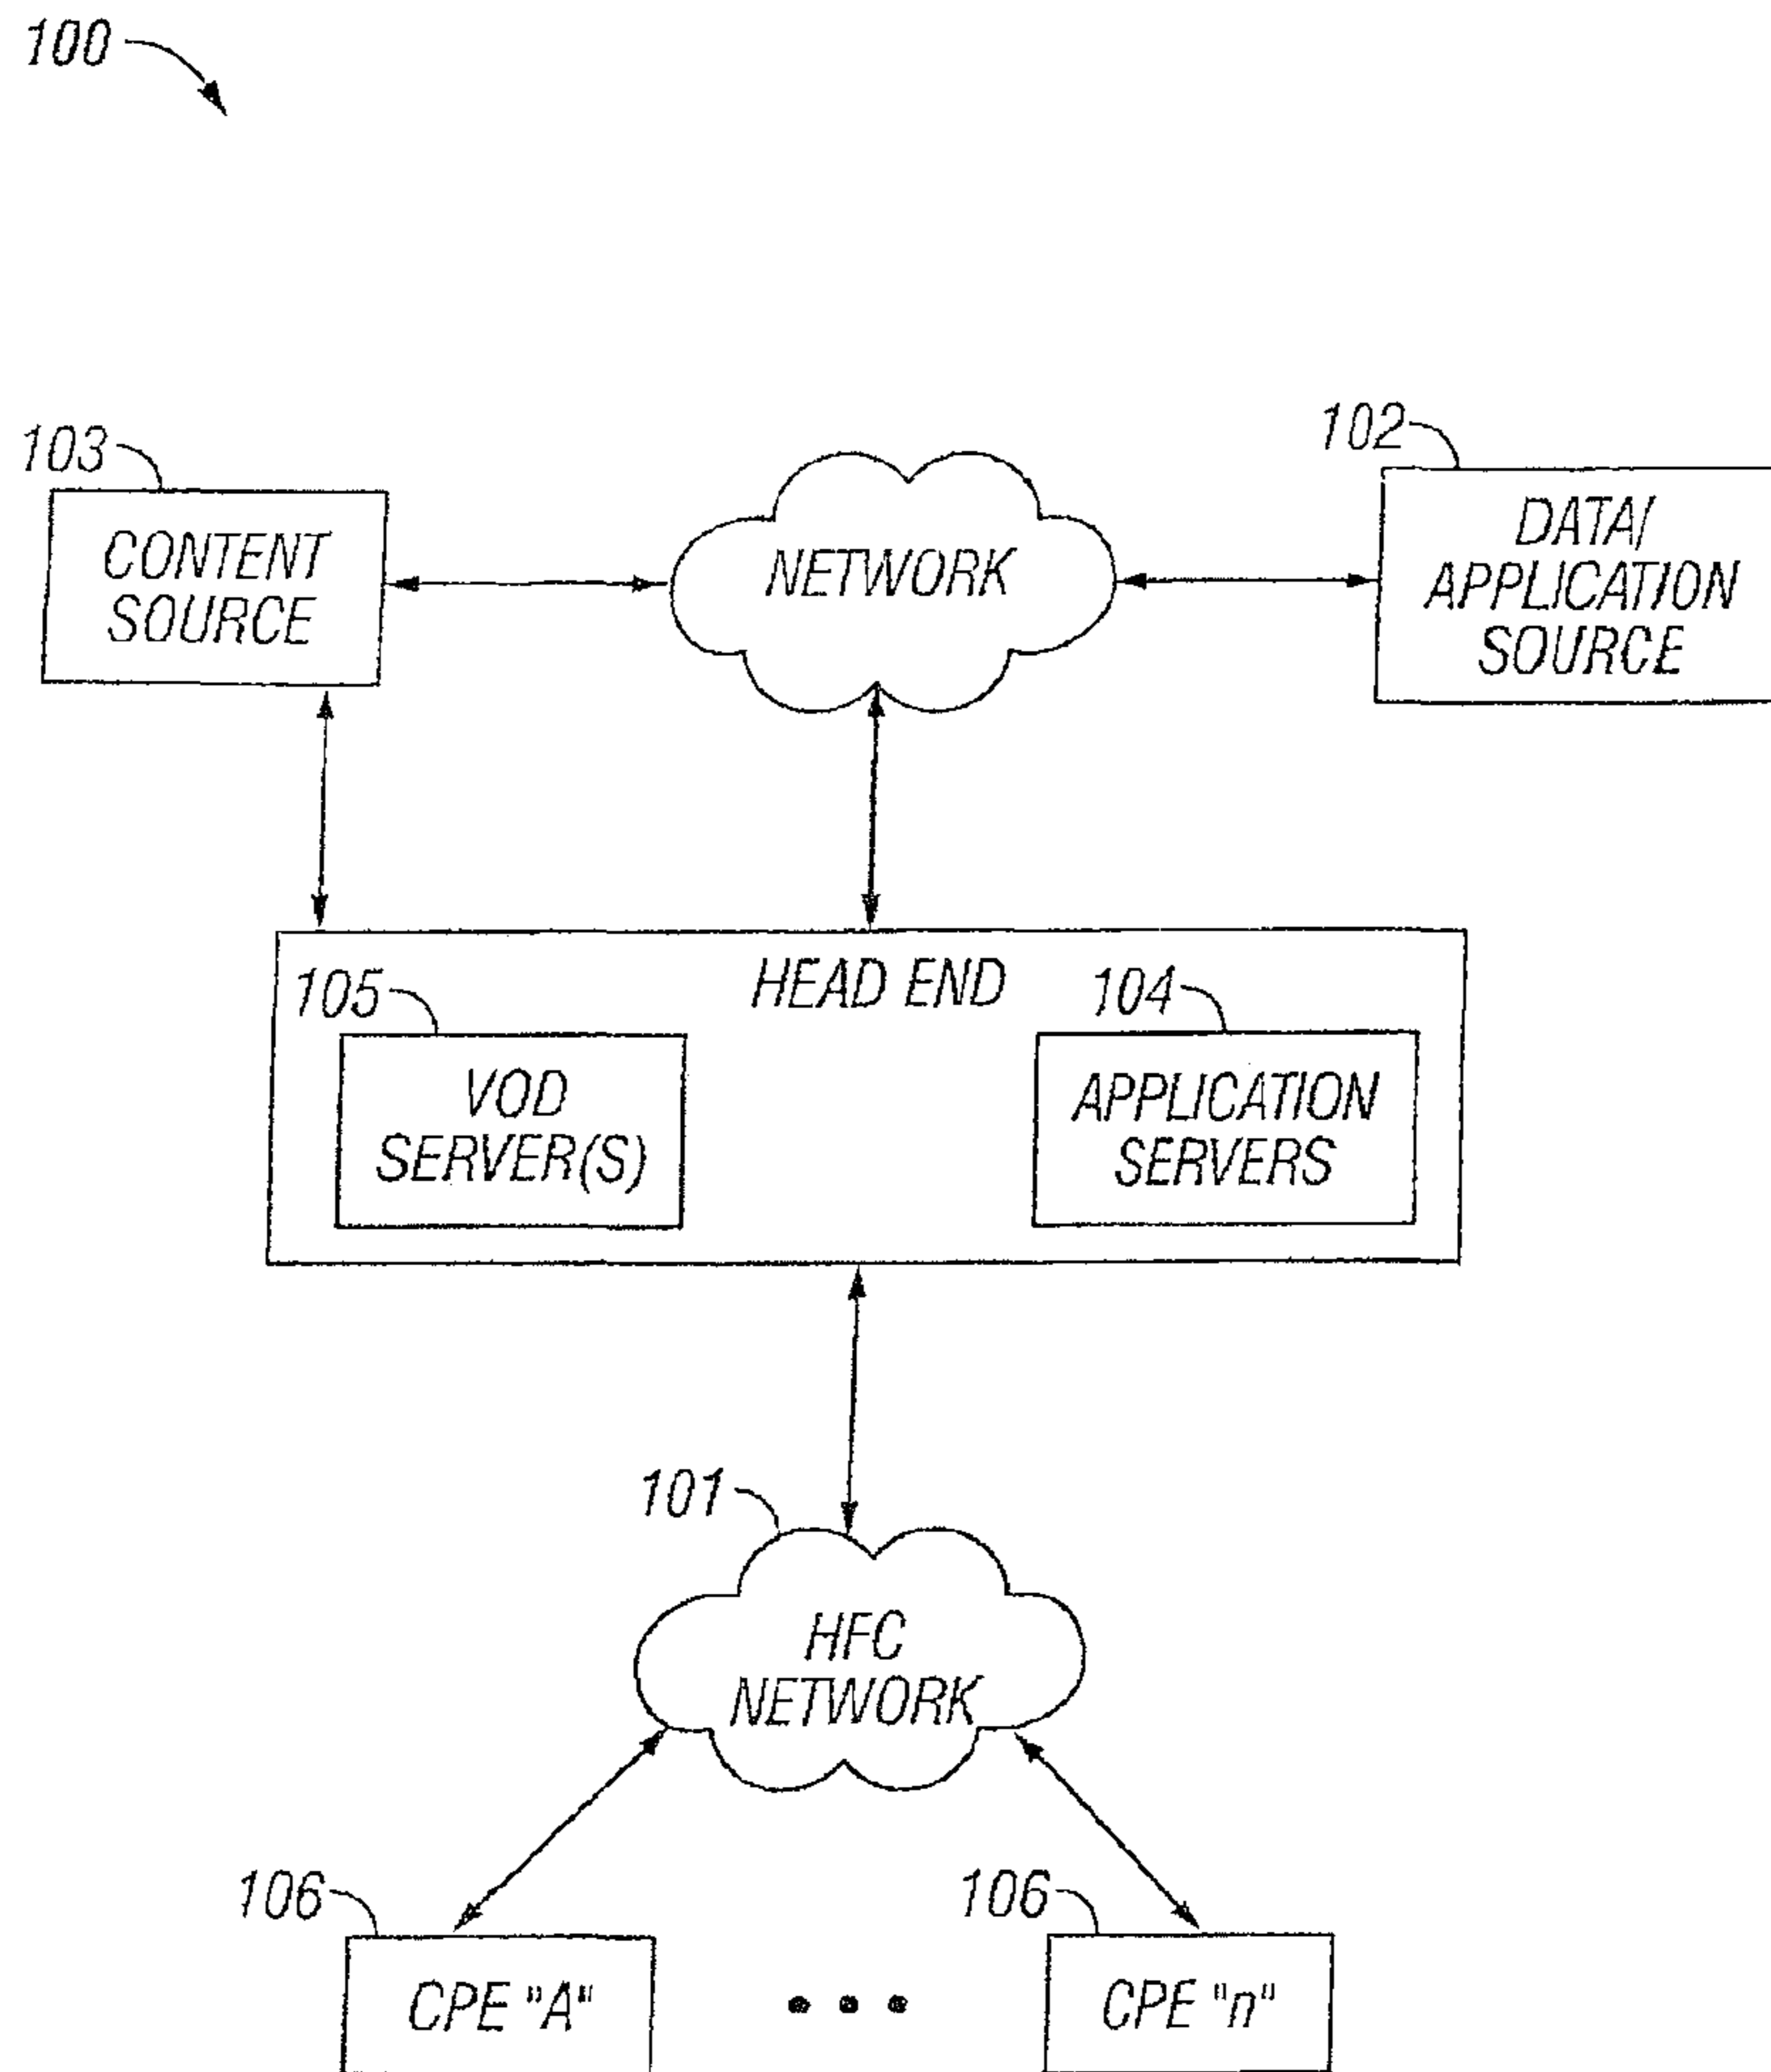 100
103
CONTENT
SOURCE
NETWORK
102
DATA/
APPLICATION
SOURCE
HEAD END
105
VOD
SERVER(S)
104
APPLICATION
SERVERS
101
HFC
NETWORK
106
CPE "A"
• • •
106
CPE "n"